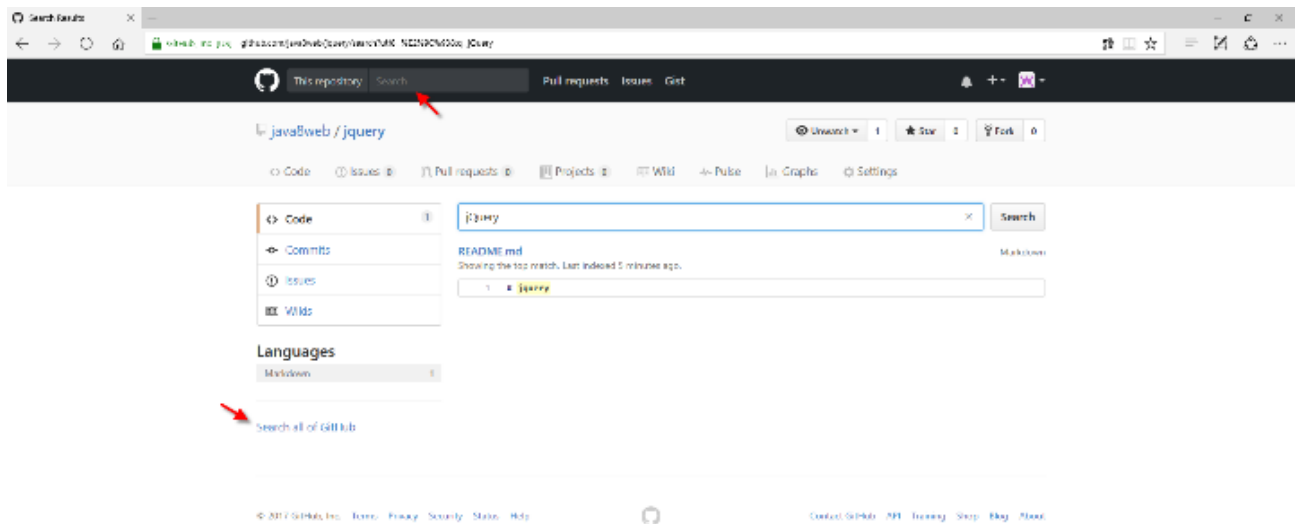 Search Results
This repository Search Pull requests Issues Gist
java8web / jquery
Unwatch 1 Star 0 Fork 0
Code Issues 0 Pull requests 0 Projects 0 Wiki Pulse Graphs Settings
Code 1
jQuery
Search
Commits
Issues
Wikis
README.md
Markdown
Showing the top match. Last indexed 5 minutes ago.
1 # jquery
Languages
Markdown 1
Search all of GitHub
© 2017 GitHub, Inc. Terms Privacy Security Status Help
Contact GitHub API Training Shop Blog About